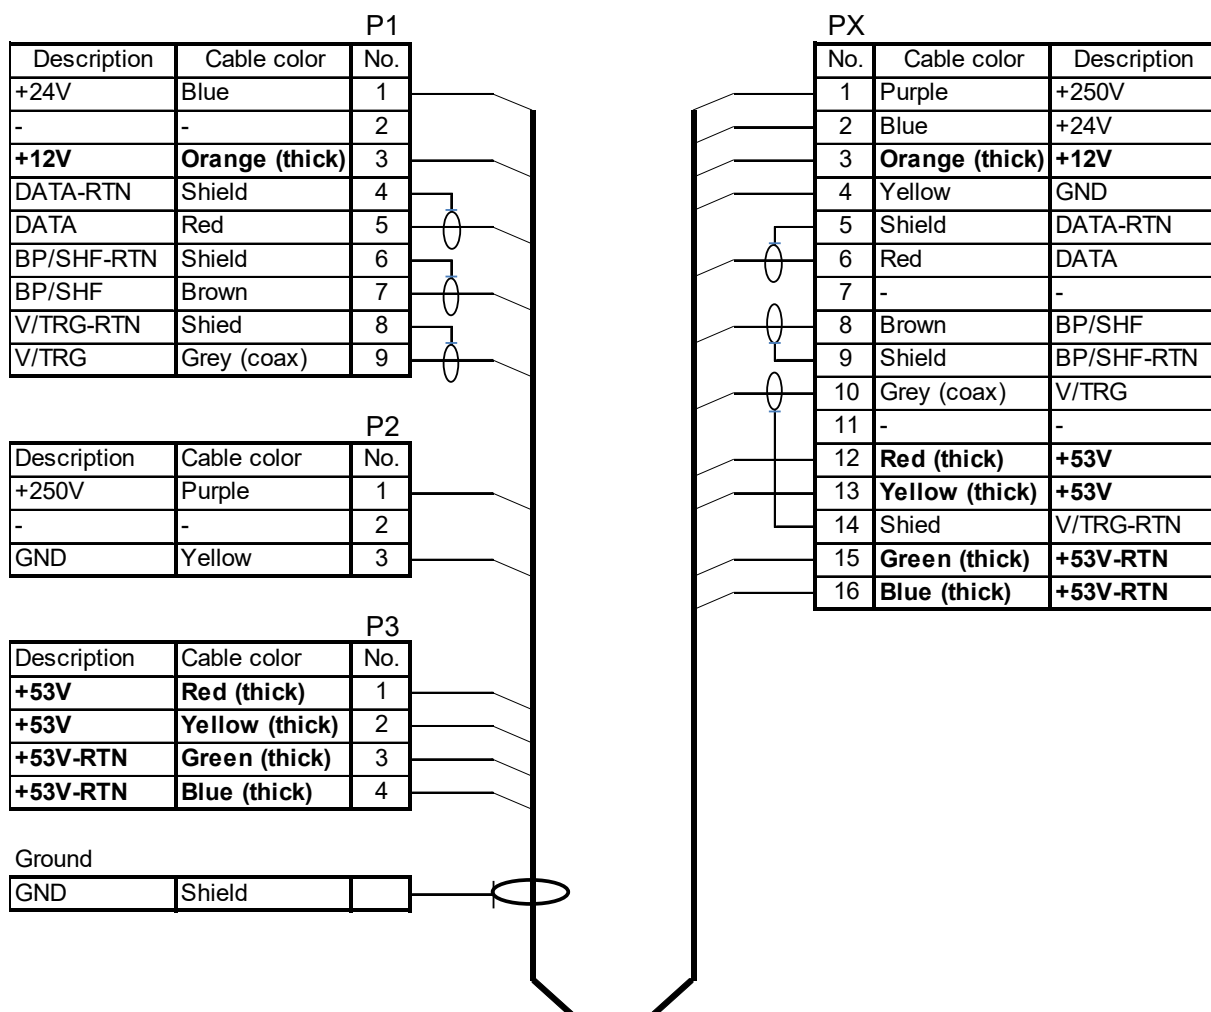 P1
Description Cable color No.
+24V Blue 1
- - 2
+12V Orange (thick) 3
DATA-RTN Shield 4
DATA Red 5
BP/SHF-RTN Shield 6
BP/SHF Brown 7
V/TRG-RTN Shied 8
V/TRG Grey (coax) 9
P2
Description Cable color No.
+250V Purple 1
- - 2
GND Yellow 3
P3
Description Cable color No.
+53V Red (thick) 1
+53V Yellow (thick) 2
+53V-RTN Green (thick) 3
+53V-RTN Blue (thick) 4
Ground
GND Shield
PX
No. Cable color Description
1 Purple +250V
2 Blue +24V
3 Orange (thick) +12V
4 Yellow GND
5 Shield DATA-RTN
6 Red DATA
7 - -
8 Brown BP/SHF
9 Shield BP/SHF-RTN
10 Grey (coax) V/TRG
11 - -
12 Red (thick) +53V
13 Yellow (thick) +53V
14 Shied V/TRG-RTN
15 Green (thick) +53V-RTN
16 Blue (thick) +53V-RTN